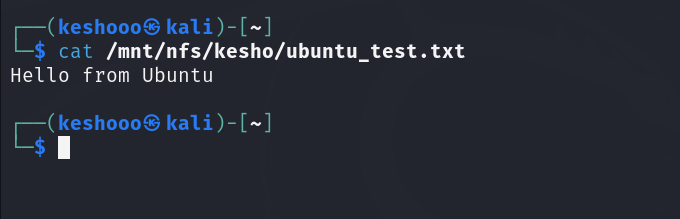 ┌──(keshooo㉿kali)-[~]
└─$ cat /mnt/nfs/kesho/ubuntu_test.txt
Hello from Ubuntu
┌──(keshooo㉿kali)-[~]
└─$